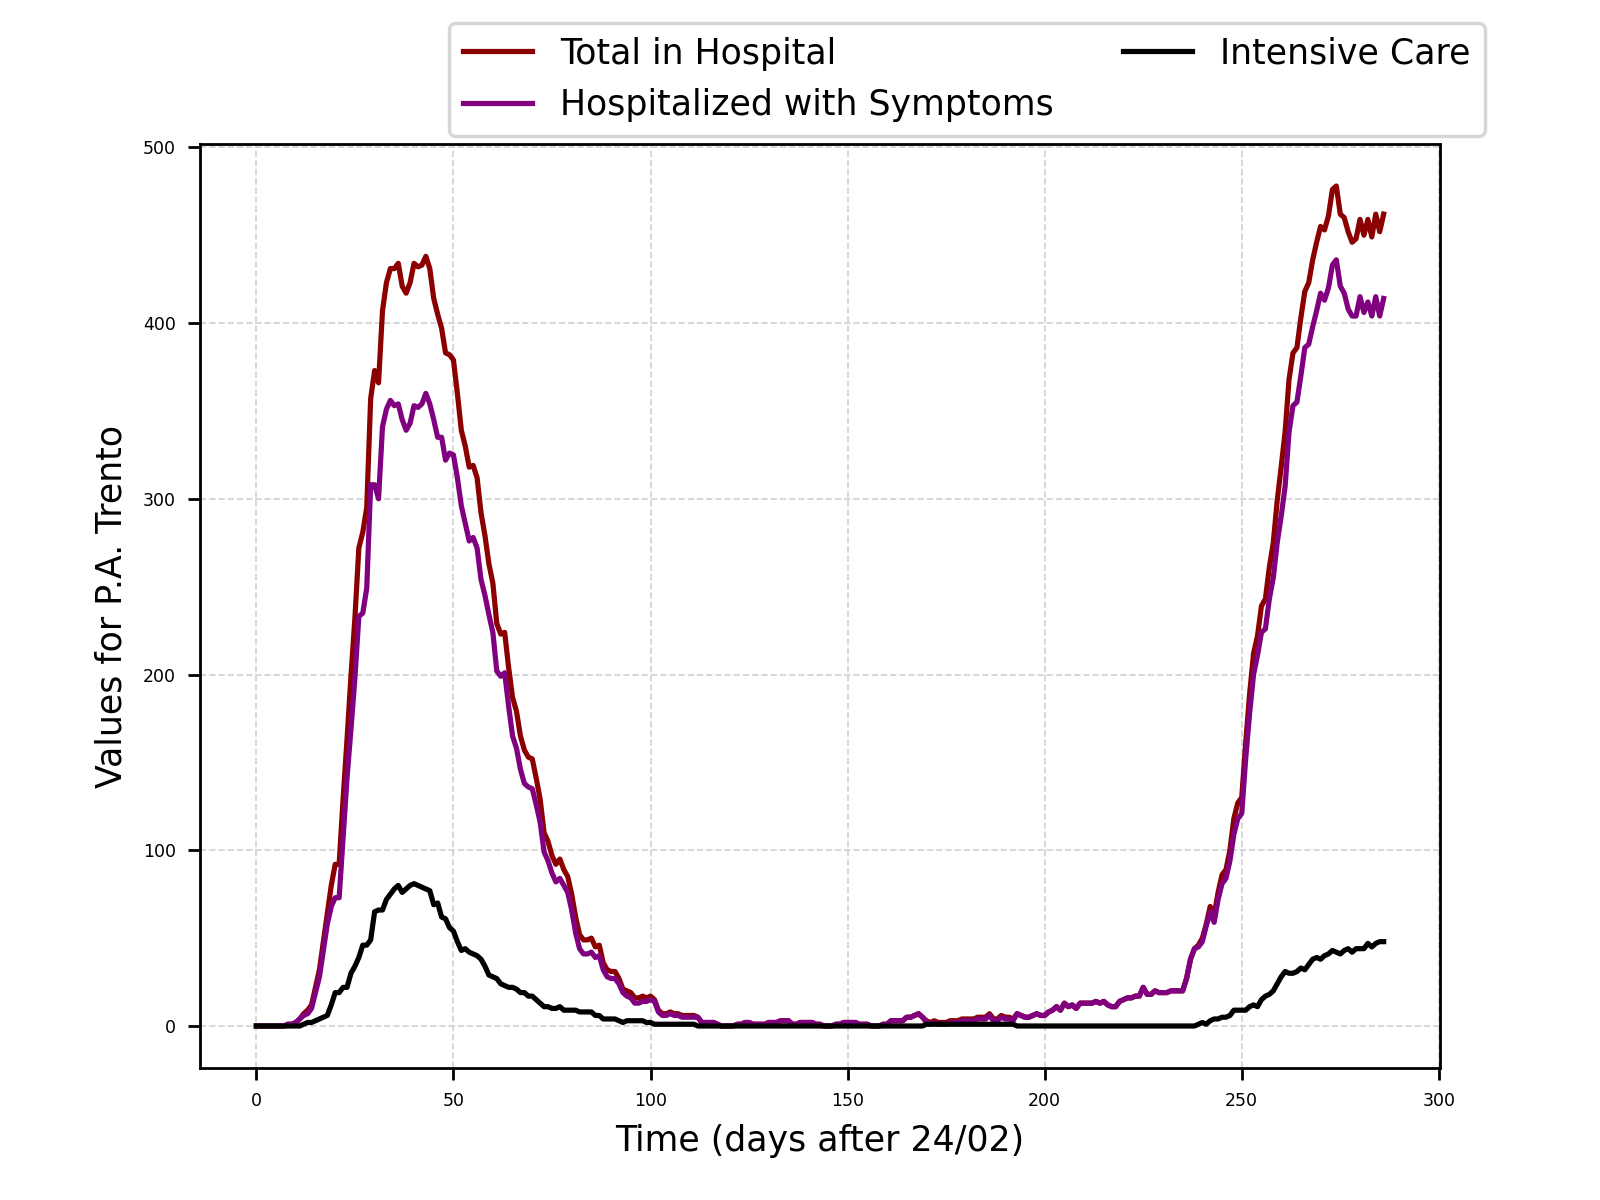 Total in Hospital
Hospitalized with Symptoms
Intensive Care
Values for P.A. Trento
500
400
300
200
100
0
0 50 100 150 200 250 300
Time (days after 24/02)